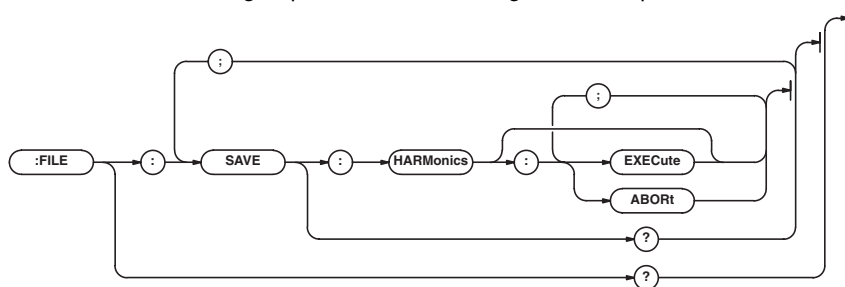 ;
;
:FILE : SAVE : HARMonics : EXECute
ABORt
?
?